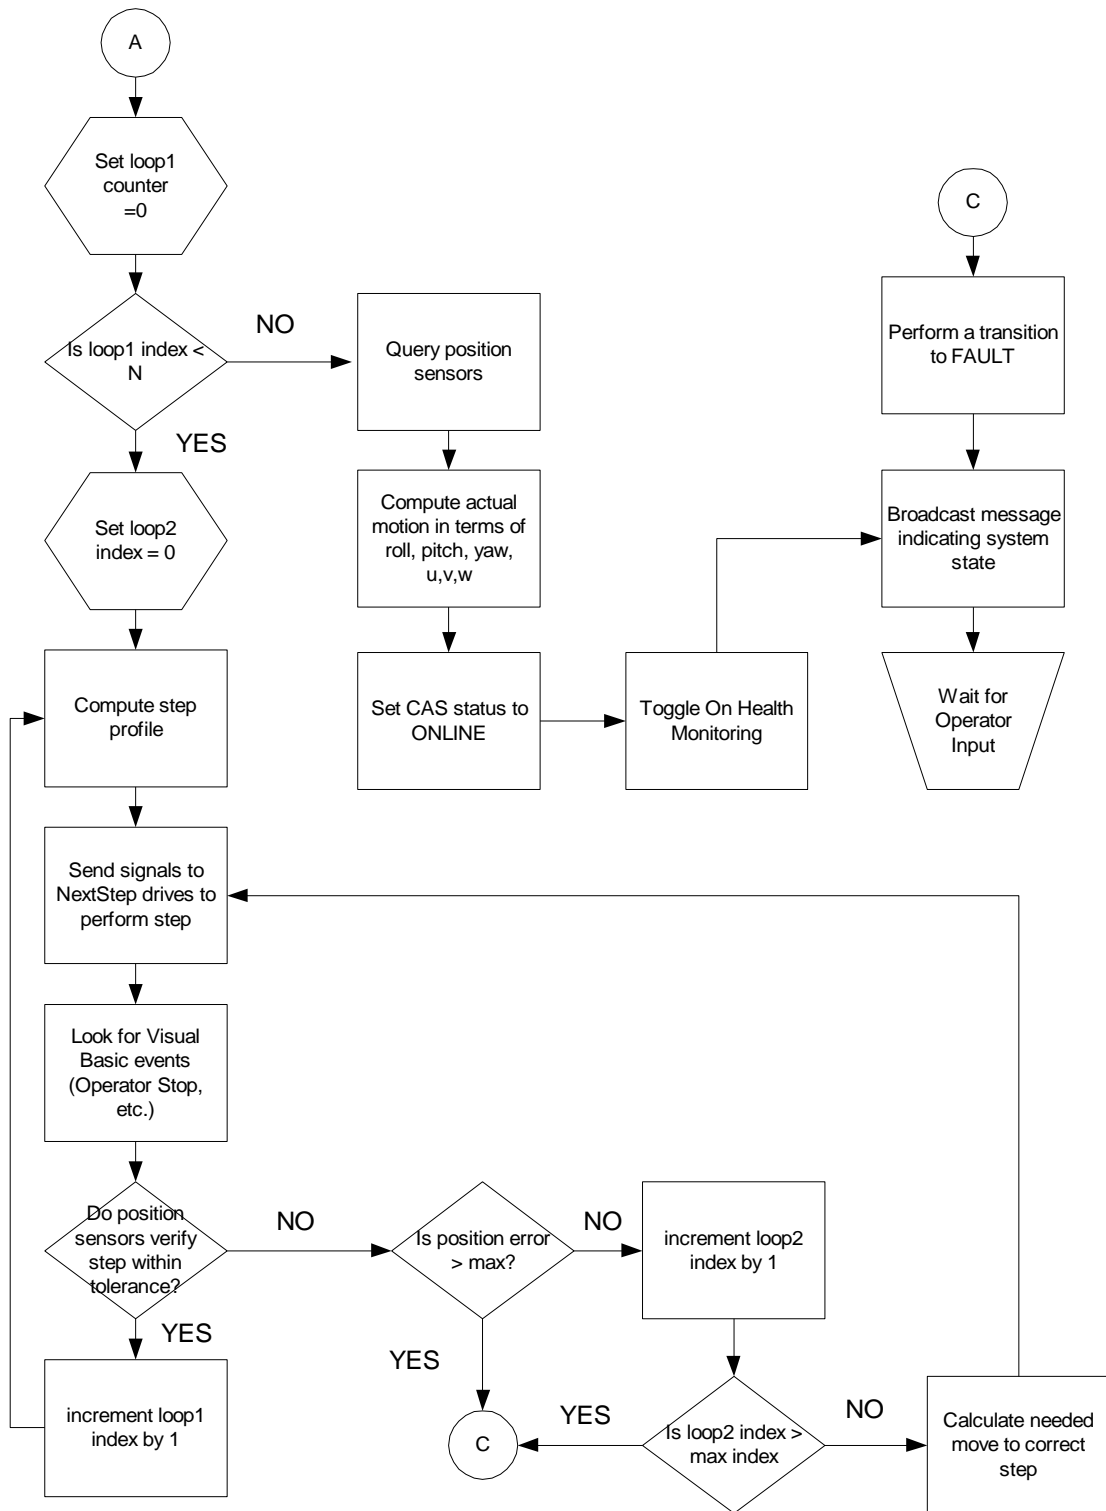 A
Set loop1
counter
=0
Is loop1 index <
N
NO
YES
Query position
sensors
Set loop2
index = 0
Compute actual
motion in terms of
roll, pitch, yaw,
u,v,w
Compute step
profile
Set CAS status to
ONLINE
Toggle On Health
Monitoring
C
Perform a transition
to FAULT
Broadcast message
indicating system
state
Wait for
Operator
Input
Send signals to
NextStep drives to
perform step
Look for Visual
Basic events
(Operator Stop,
etc.)
Do position
sensors verify
step within
tolerance?
NO
YES
increment loop1
index by 1
Is position error
> max?
NO
YES
increment loop2
index by 1
C
YES
Is loop2 index >
max index
NO
Calculate needed
move to correct
step